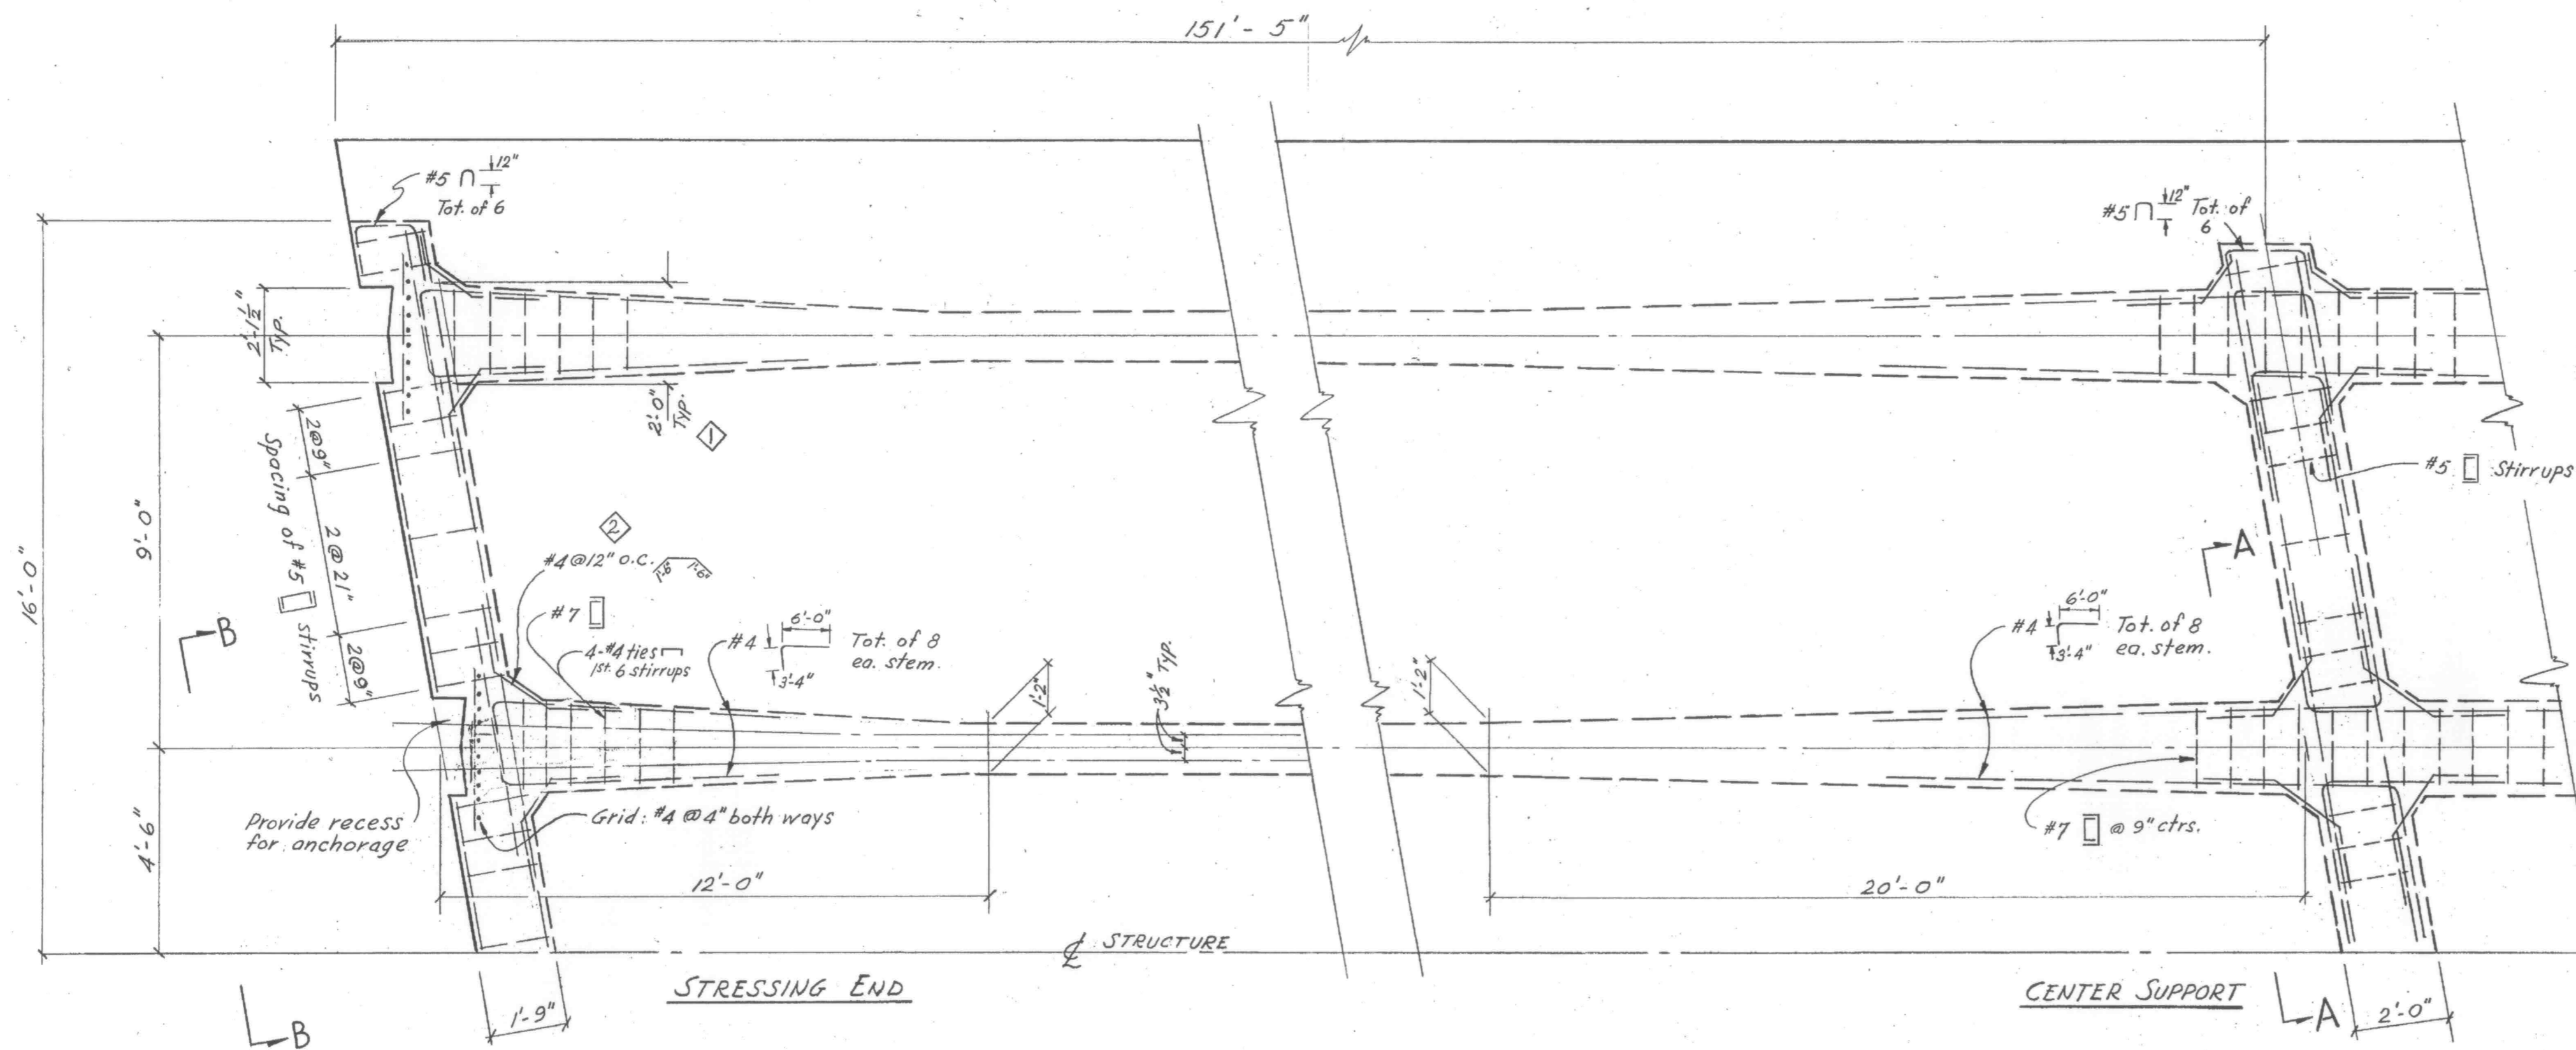 151'- 5"
#5 ∩ 12"
Tot. of 6
#5 ∩ 12" Tot. of
6
2'-1½"
Typ.
2'-0"
Typ.
1
2@9"
2 @ 21"
2@9"
Spacing of #5 ▯ stirrups
16'-0"
9'-0"
4'-6"
B
2
#4 @12" o.c. 1'-6" 1'-6"
#7 ▯
4-#4 ties
1st. 6 stirrups
#4
6'-0"
3'-4"
Tot. of 8
ea. stem.
1'-2"
3½" Typ.
1'-2"
#5 ▯ Stirrups
A
#4
6'-0"
3'-4"
Tot. of 8
ea. stem.
Provide recess
for anchorage
Grid: #4 @ 4" both ways
#7 ▯ @ 9" ctrs.
12'-0"
20'-0"
℄ STRUCTURE
STRESSING END
CENTER SUPPORT
B
1'-9"
A
2'-0"